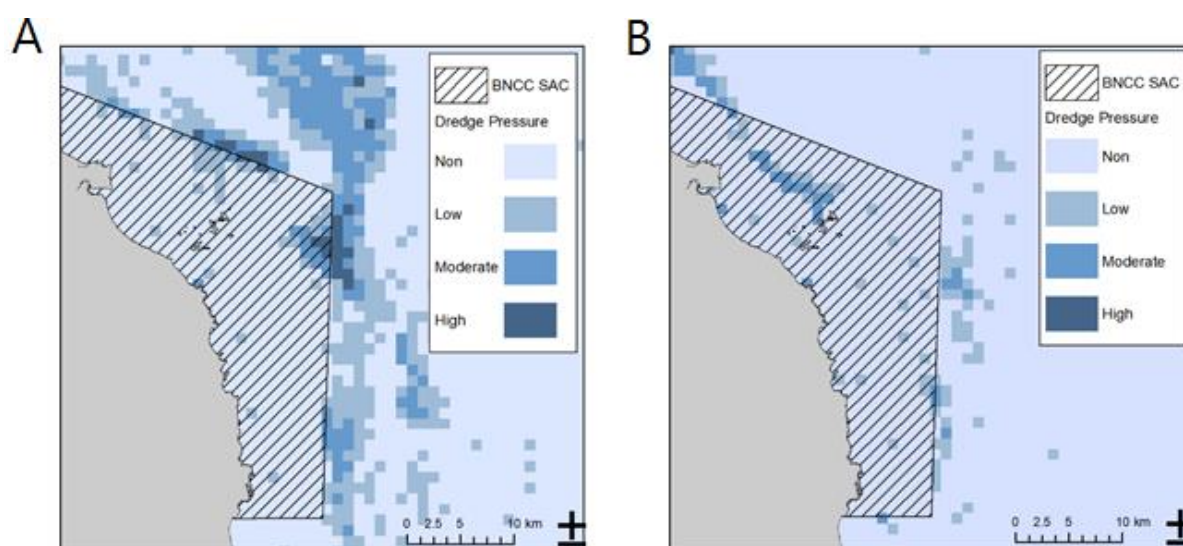 A
BNCC SAC
Dredge Pressure
Non
Low
Moderate
High
0 2.5 5 10 km
B
BNCC SAC
Dredge Pressure
Non
Low
Moderate
High
0 2.5 5 10 km